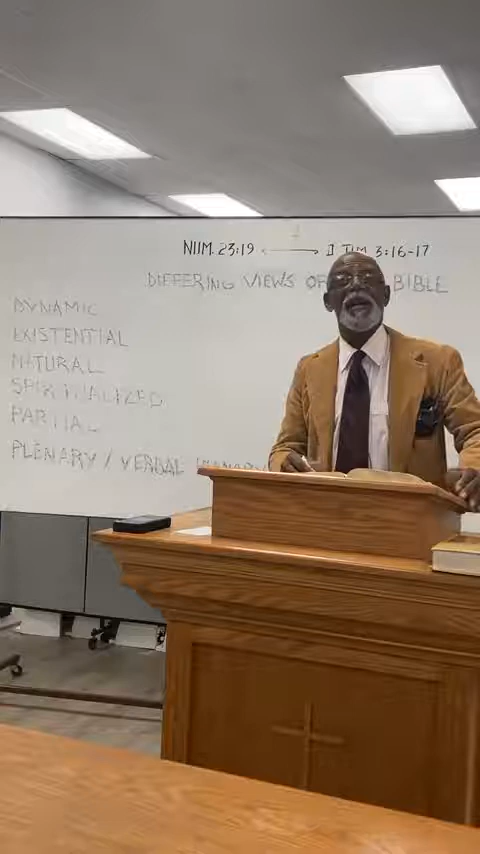 NUM. 23:19 ⟷ II TIM 3:16-17
DIFFERING VIEWS OF BIBLE
DYNAMIC
EXISTENTIAL
NATURAL
SPIRITUALIZED
PARTIAL
PLENARY / VERBAL